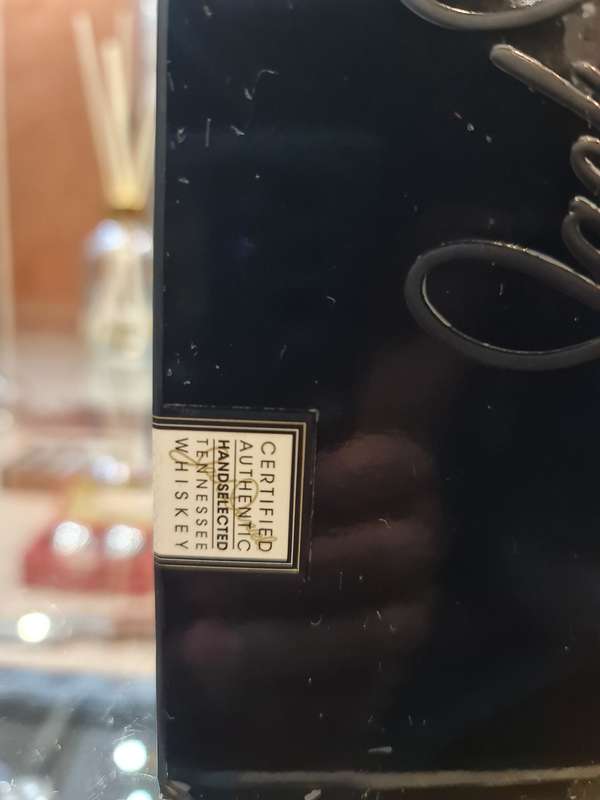 CERTIFIED
AUTHENTIC
HANDSELECTED
TENNESSEE
WHISKEY